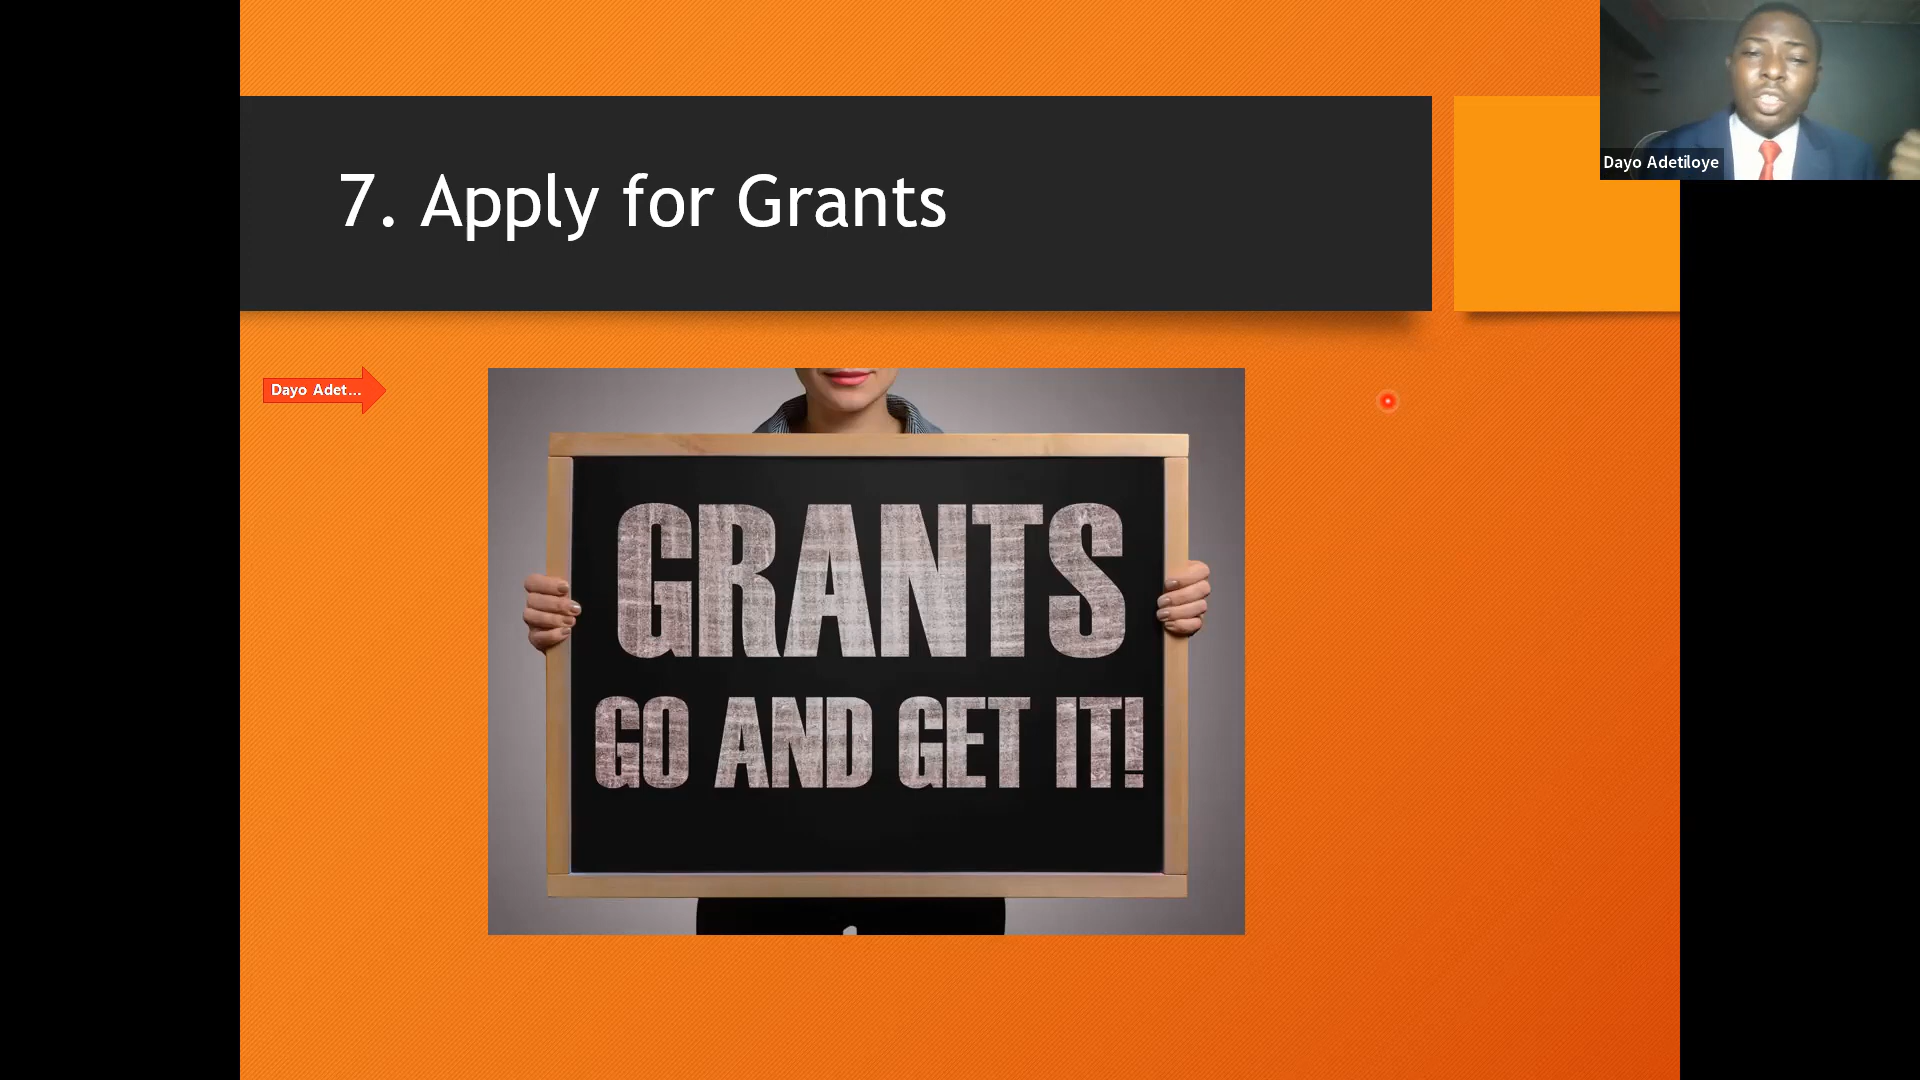 7. Apply for Grants
Dayo Adetiloye
Dayo Adet...
GRANTS
GO AND GET IT!